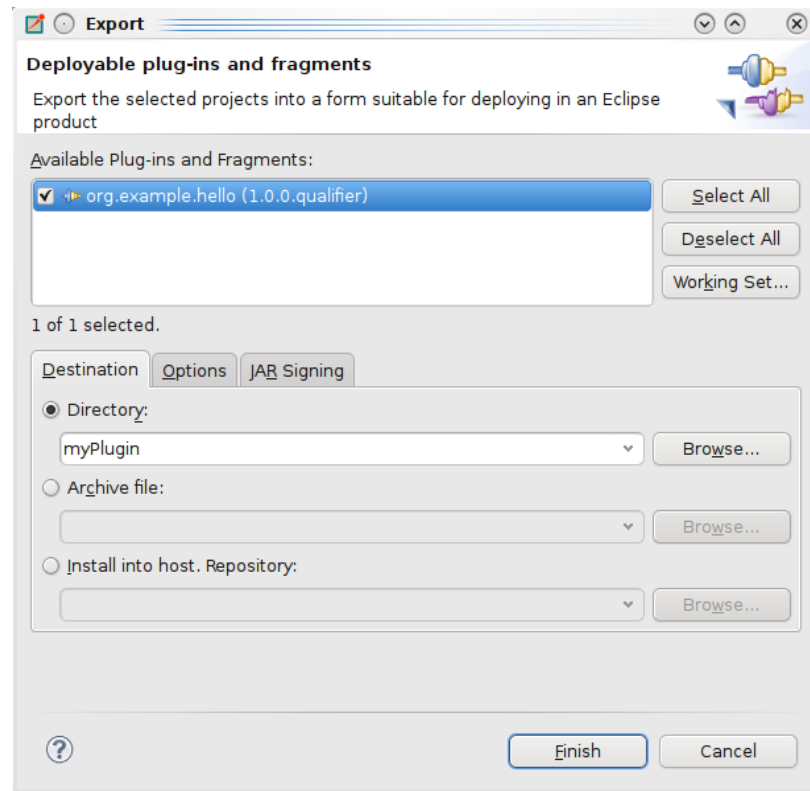 Export
Deployable plug-ins and fragments
Export the selected projects into a form suitable for deploying in an Eclipse
product
Available Plug-ins and Fragments:
org.example.hello (1.0.0.qualifier)
Select All
Deselect All
Working Set...
1 of 1 selected.
Destination Options JAR Signing
Directory:
myPlugin Browse...
Archive file:
Browse...
Install into host. Repository:
Browse...
? Finish Cancel